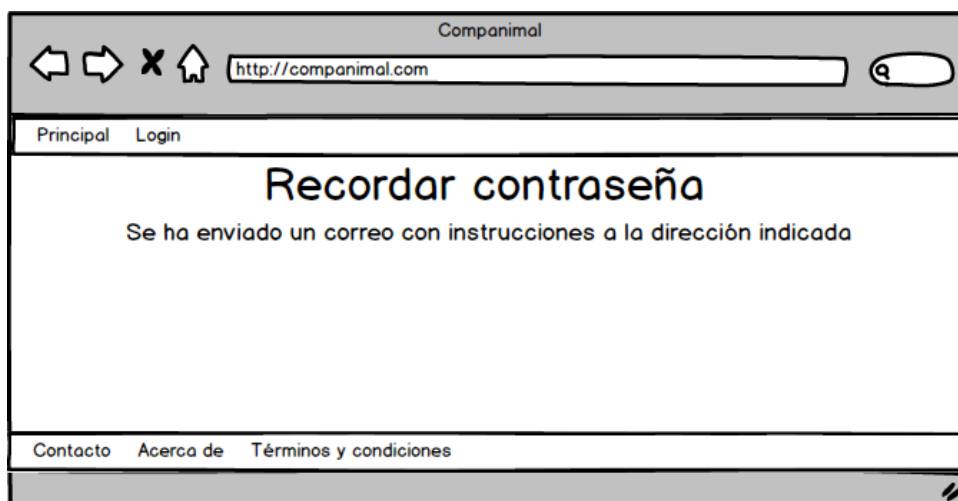 Companimal
http://companimal.com
Principal Login
Recordar contraseña
Se ha enviado un correo con instrucciones a la dirección indicada
Contacto Acerca de Términos y condiciones